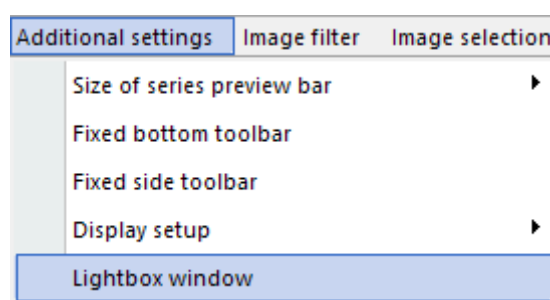 Additional settings Image filter Image selection
Size of series preview bar
Fixed bottom toolbar
Fixed side toolbar
Display setup
Lightbox window